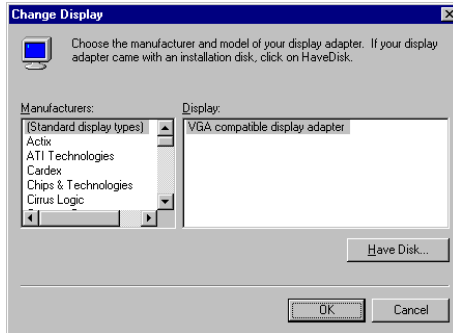 Change Display
Choose the manufacturer and model of your display adapter.  If your display
adapter came with an installation disk, click on HaveDisk.
Manufacturers:
Display:
(Standard display types)
VGA compatible display adapter
Actix
ATI Technologies
Cardex
Chips & Technologies
Cirrus Logic
Have Disk...
OK
Cancel